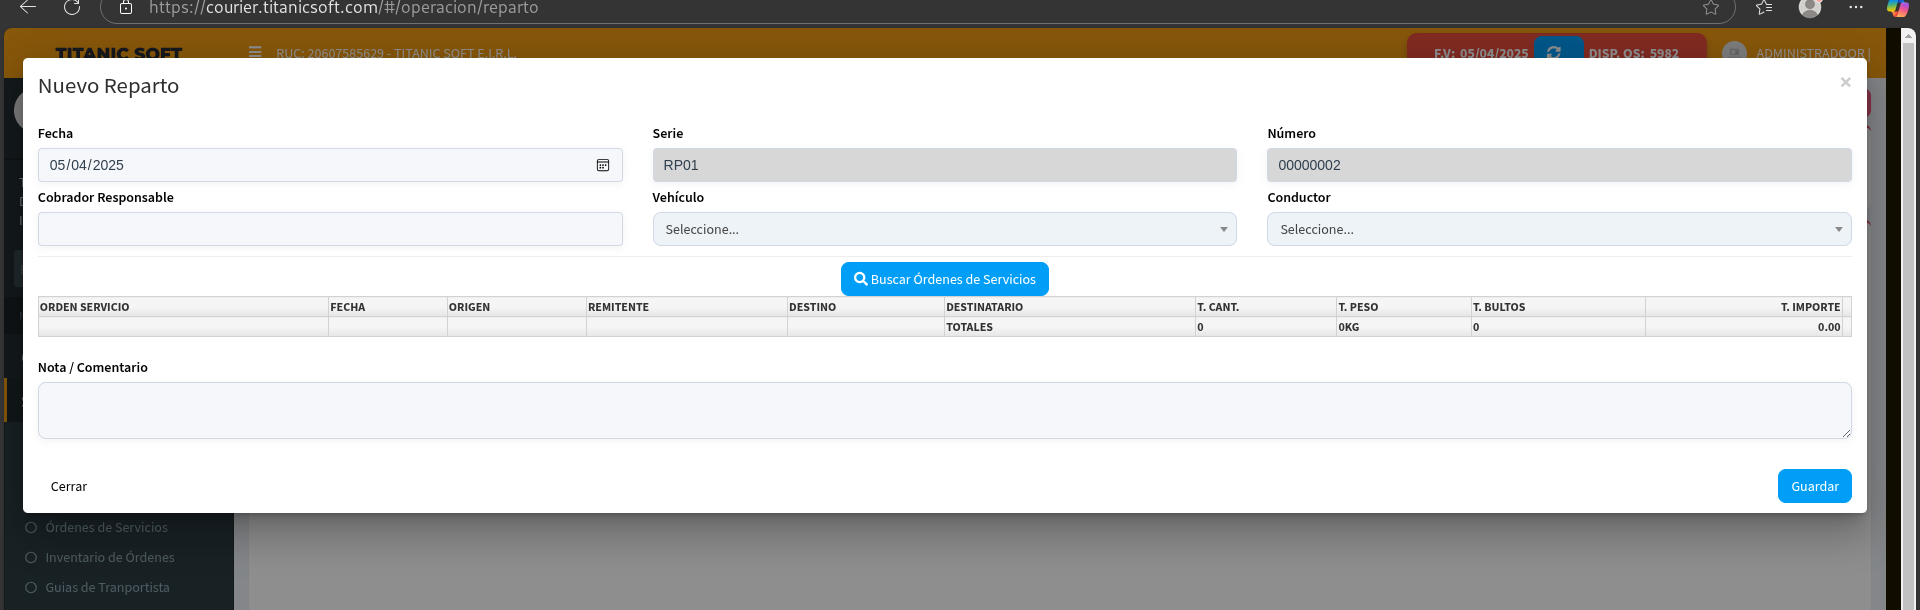 https://courier.titanicsoft.com/#/operacion/reparto
TITANIC SOFT
RUC: 20607585629 - TITANIC SOFT E.I.R.L.
F.V: 05/04/2025
DISP. OS: 5982
ADMINISTRADOOR |
Nuevo Reparto
×
Fecha
Serie
Número
05/04/2025
RP01
00000002
Cobrador Responsable
Vehículo
Conductor
Seleccione...
Seleccione...
Buscar Órdenes de Servicios
ORDEN SERVICIO FECHA ORIGEN REMITENTE DESTINO DESTINATARIO T. CANT. T. PESO T. BULTOS T. IMPORTE
TOTALES 0 0KG 0 0.00
Nota / Comentario
Cerrar
Guardar
Órdenes de Servicios
Inventario de Órdenes
Guias de Tranportista